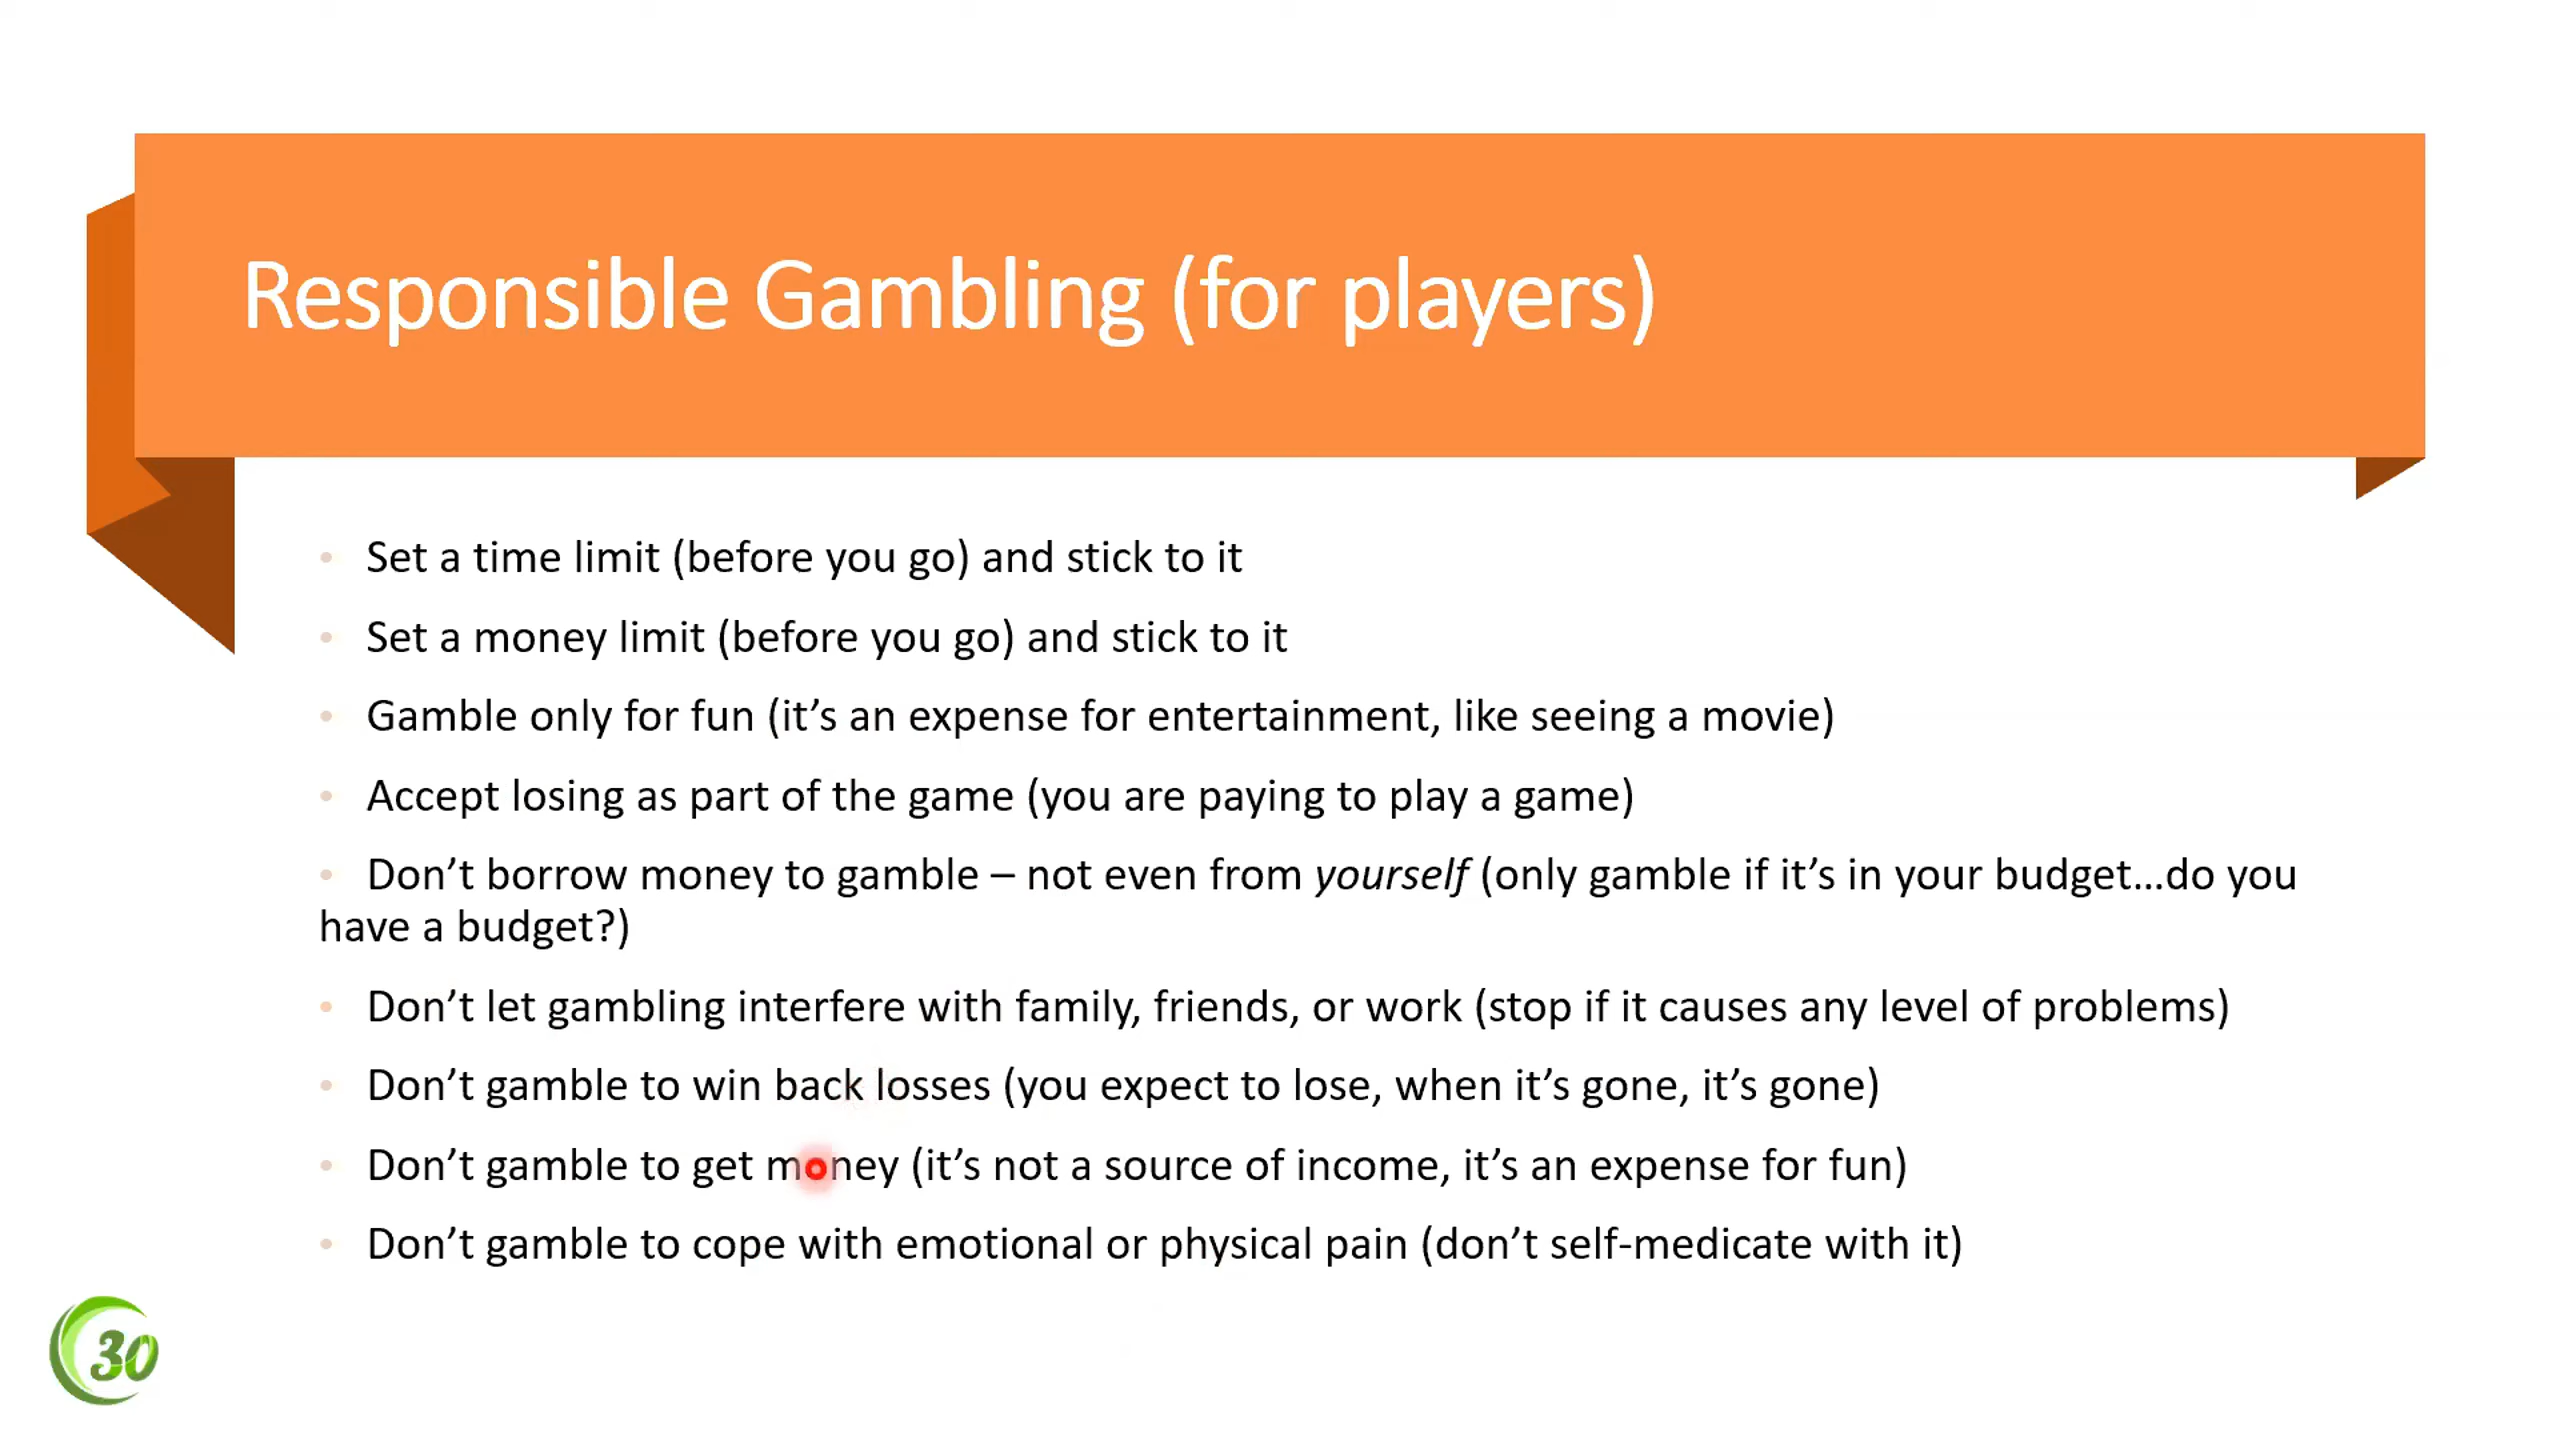 Responsible Gambling (for players)
• Set a time limit (before you go) and stick to it
• Set a money limit (before you go) and stick to it
• Gamble only for fun (it’s an expense for entertainment, like seeing a movie)
• Accept losing as part of the game (you are paying to play a game)
• Don’t borrow money to gamble – not even from yourself (only gamble if it’s in your budget...do you
have a budget?)
• Don’t let gambling interfere with family, friends, or work (stop if it causes any level of problems)
• Don’t gamble to win back losses (you expect to lose, when it’s gone, it’s gone)
• Don’t gamble to get money (it’s not a source of income, it’s an expense for fun)
• Don’t gamble to cope with emotional or physical pain (don’t self-medicate with it)
30